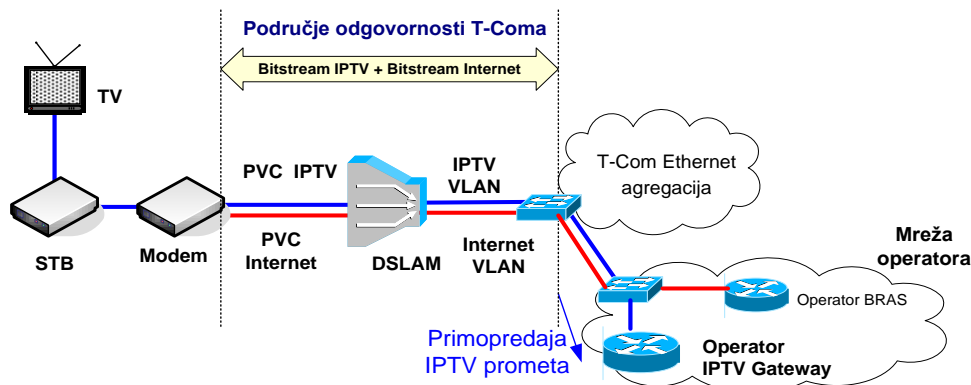 Područje odgovornosti T-Coma
Bitstream IPTV + Bitstream Internet
TV
T-Com Ethernet
agregacija
PVC IPTV
IPTV
VLAN
STB
Modem
PVC
Internet
DSLAM
Internet
VLAN
Mreža
operatora
Operator BRAS
Primopredaja
IPTV prometa
Operator
IPTV Gateway